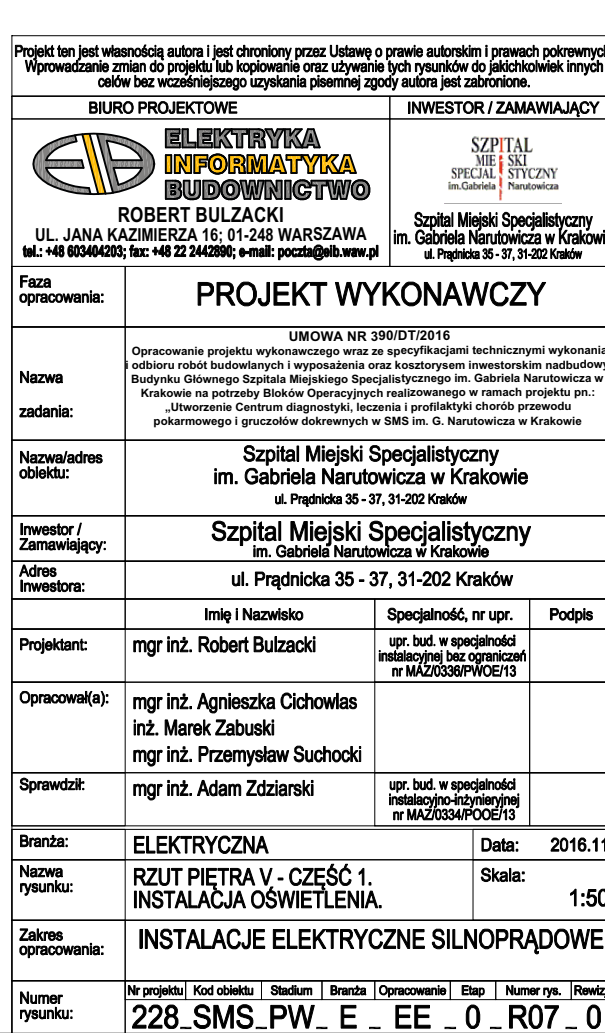 Projekt ten jest własnością autora i jest chroniony przez Ustawę o prawie autorskim i prawach pokrewnych
Wprowadzanie zmian do projektu lub kopiowanie oraz używanie tych rysunków do jakichkolwiek innych
celów bez wcześniejszego uzyskania pisemnej zgody autora jest zabronione.
BIURO PROJEKTOWE
INWESTOR / ZAMAWIAJĄCY
EIB
ELEKTRYKA
INFORMATYKA
BUDOWNICTWO
ROBERT BULZACKI
UL. JANA KAZIMIERZA 16; 01-248 WARSZAWA
tel.: +48 603404203; fax: +48 22 2442890; e-mail: poczta@eib.waw.pl
SZPITAL
MIEJSKI
SPECJALISTYCZNY
im.Gabriela Narutowicza
Szpital Miejski Specjalistyczny
im. Gabriela Narutowicza w Krakowi
ul. Prądnicka 35 - 37, 31-202 Kraków
Faza
opracowania:
PROJEKT WYKONAWCZY
Nazwa
zadania:
UMOWA NR 390/DT/2016
Opracowanie projektu wykonawczego wraz ze specyfikacjami technicznymi wykonania
i odbioru robót budowlanych i wyposażenia oraz kosztorysem inwestorskim nadbudowy
Budynku Głównego Szpitala Miejskiego Specjalistycznego im. Gabriela Narutowicza w
Krakowie na potrzeby Bloków Operacyjnych realizowanego w ramach projektu pn.:
„Utworzenie Centrum diagnostyki, leczenia i profilaktyki chorób przewodu
pokarmowego i gruczołów dokrewnych w SMS im. G. Narutowicza w Krakowie
Nazwa/adres
obiektu:
Szpital Miejski Specjalistyczny
im. Gabriela Narutowicza w Krakowie
ul. Prądnicka 35 - 37, 31-202 Kraków
Inwestor /
Zamawiający:
Szpital Miejski Specjalistyczny
im. Gabriela Narutowicza w Krakowie
Adres
Inwestora:
ul. Prądnicka 35 - 37, 31-202 Kraków
Imię i Nazwisko
Specjalność, nr upr.
Podpis
Projektant:
mgr inż. Robert Bulzacki
upr. bud. w specjalności
instalacyjnej bez ograniczeń
nr MAZ/0336/PWOE/13
Opracował(a):
mgr inż. Agnieszka Cichowlas
inż. Marek Zabuski
mgr inż. Przemysław Suchocki
Sprawdził:
mgr inż. Adam Zdziarski
upr. bud. w specjalności
instalacyjno-inżynieryjnej
nr MAZ/0334/POOE/13
Branża:
ELEKTRYCZNA
Data: 2016.11
Nazwa
rysunku:
RZUT PIĘTRA V - CZĘŚĆ 1.
INSTALACJA OŚWIETLENIA.
Skala:
1:50
Zakres
opracowania:
INSTALACJE ELEKTRYCZNE SILNOPRĄDOWE
Numer
rysunku:
Nr projektu Kod obiektu Stadium Branża Opracowanie Etap Numer rys. Rewiz
228_SMS_PW_ E _ EE _ 0 _ R07 _ 0